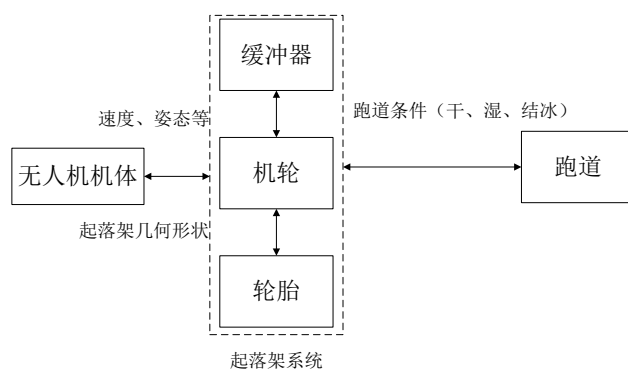 缓冲器
速度、姿态等
跑道条件（干、湿、结冰）
无人机机体
机轮
跑道
起落架几何形状
轮胎
起落架系统